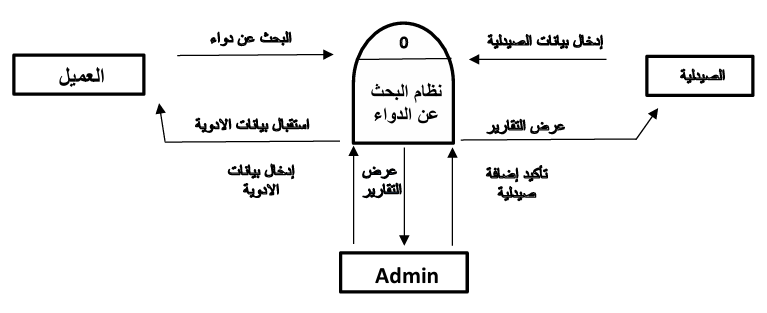 البحث عن دواء
0
إدخال بيانات الصيدلية
العميل
نظام البحث
عن الدواء
الصيدلية
استقبال بيانات الادوية
عرض التقارير
إدخال بيانات
الادوية
عرض
التقارير
تأكيد إضافة
صيدلية
Admin